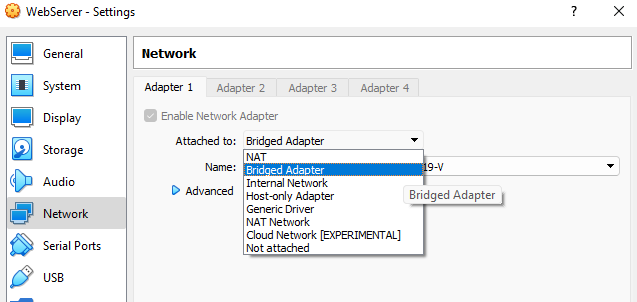 WebServer - Settings
General
System
Display
Storage
Audio
Network
Serial Ports
USB
Network
Adapter 1 Adapter 2 Adapter 3 Adapter 4
Enable Network Adapter
Attached to: Bridged Adapter
Name: 19-V
Advanced
NAT
Bridged Adapter
Internal Network
Host-only Adapter
Generic Driver
NAT Network
Cloud Network [EXPERIMENTAL]
Not attached
Bridged Adapter